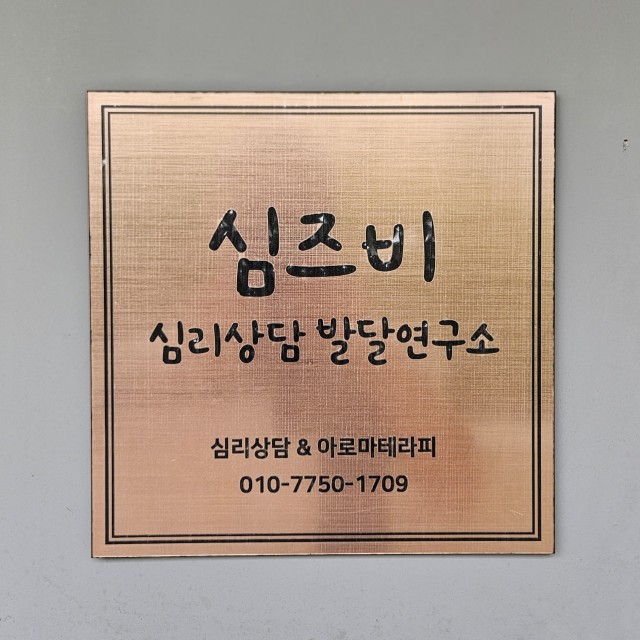 심즈비
심리상담 발달연구소
심리상담 & 아로마테라피
010-7750-1709